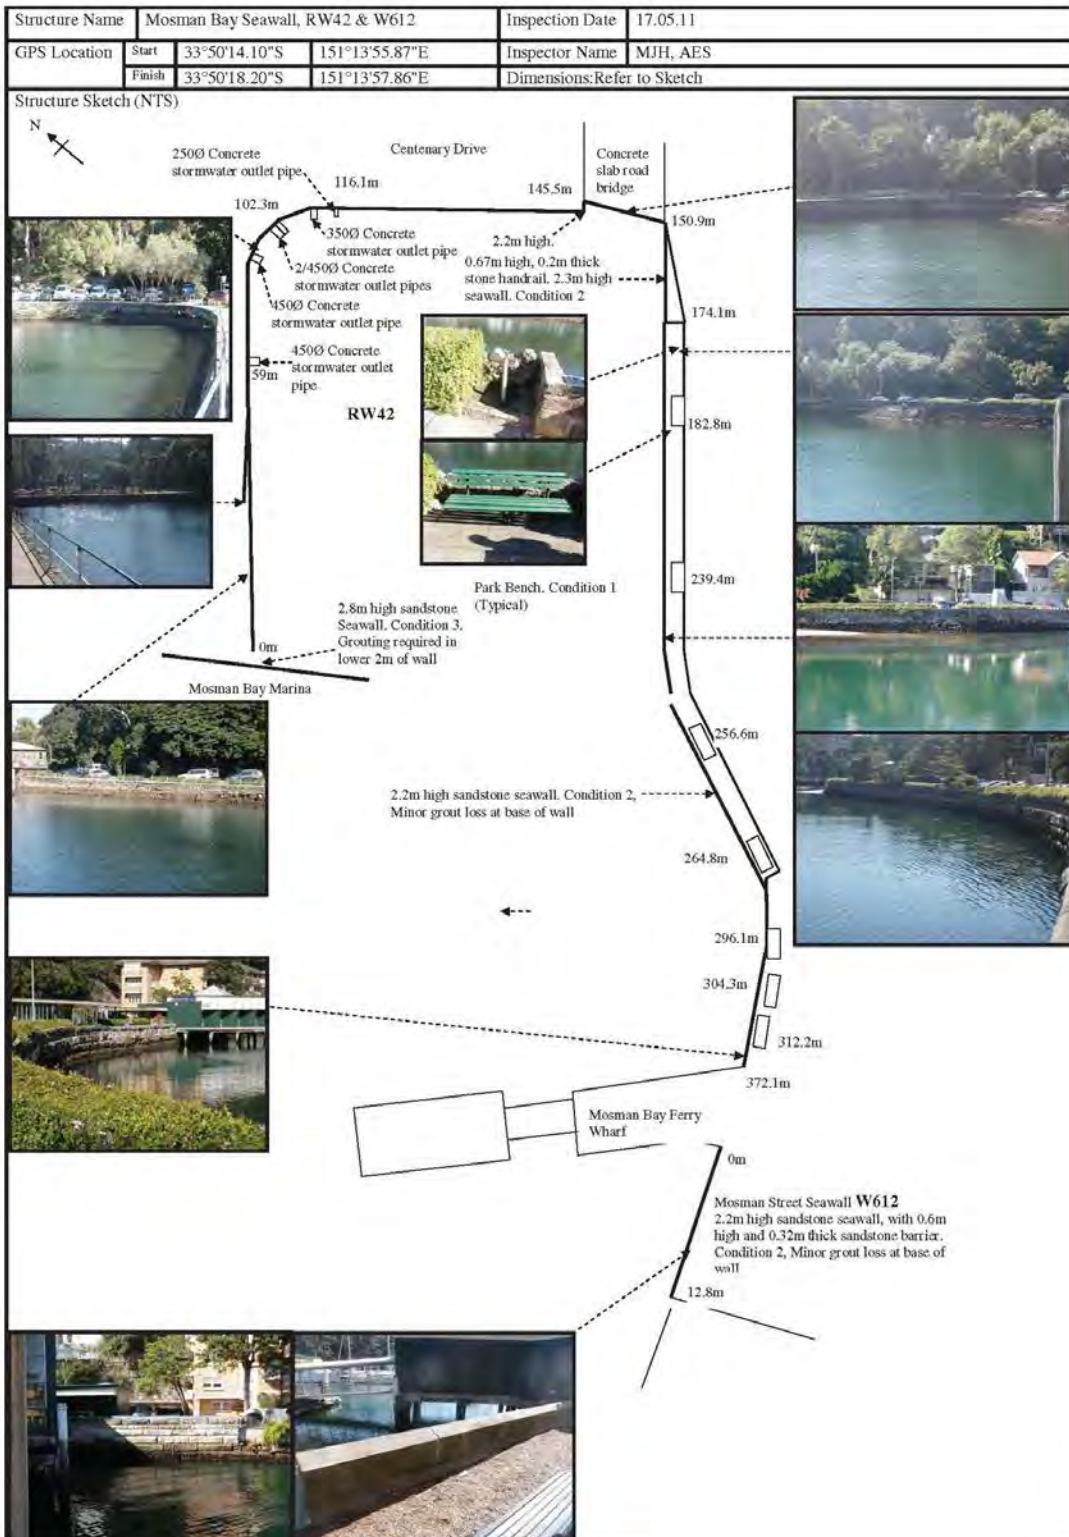 Structure Name Mosman Bay Seawall, RW42 & W612 Inspection Date 17.05.11
GPS Location Start 33°50'14.10"S 151°13'55.87"E Inspector Name MJH, AES
Finish 33°50'18.20"S 151°13'57.86"E Dimensions:Refer to Sketch
Structure Sketch (NTS)
N
Centenary Drive
Concrete
slab road
bridge
250Ø Concrete
stormwater outlet pipe
116.1m
145.5m
102.3m
150.9m
350Ø Concrete
stormwater outlet pipe
2/450Ø Concrete
stormwater outlet pipes
450Ø Concrete
stormwater outlet pipe
450Ø Concrete
stormwater outlet
pipe
59m
2.2m high.
0.67m high, 0.2m thick
stone handrail. 2.3m high
seawall. Condition 2
174.1m
RW42
182.8m
239.4m
Park Bench. Condition 1
(Typical)
2.8m high sandstone
Seawall. Condition 3.
Grouting required in
lower 2m of wall
0m
Mosman Bay Marina
256.6m
2.2m high sandstone seawall. Condition 2,
Minor grout loss at base of wall
264.8m
296.1m
304.3m
312.2m
372.1m
Mosman Bay Ferry
Wharf
0m
Mosman Street Seawall W612
2.2m high sandstone seawall, with 0.6m
high and 0.32m thick sandstone barrier.
Condition 2, Minor grout loss at base of
wall
12.8m